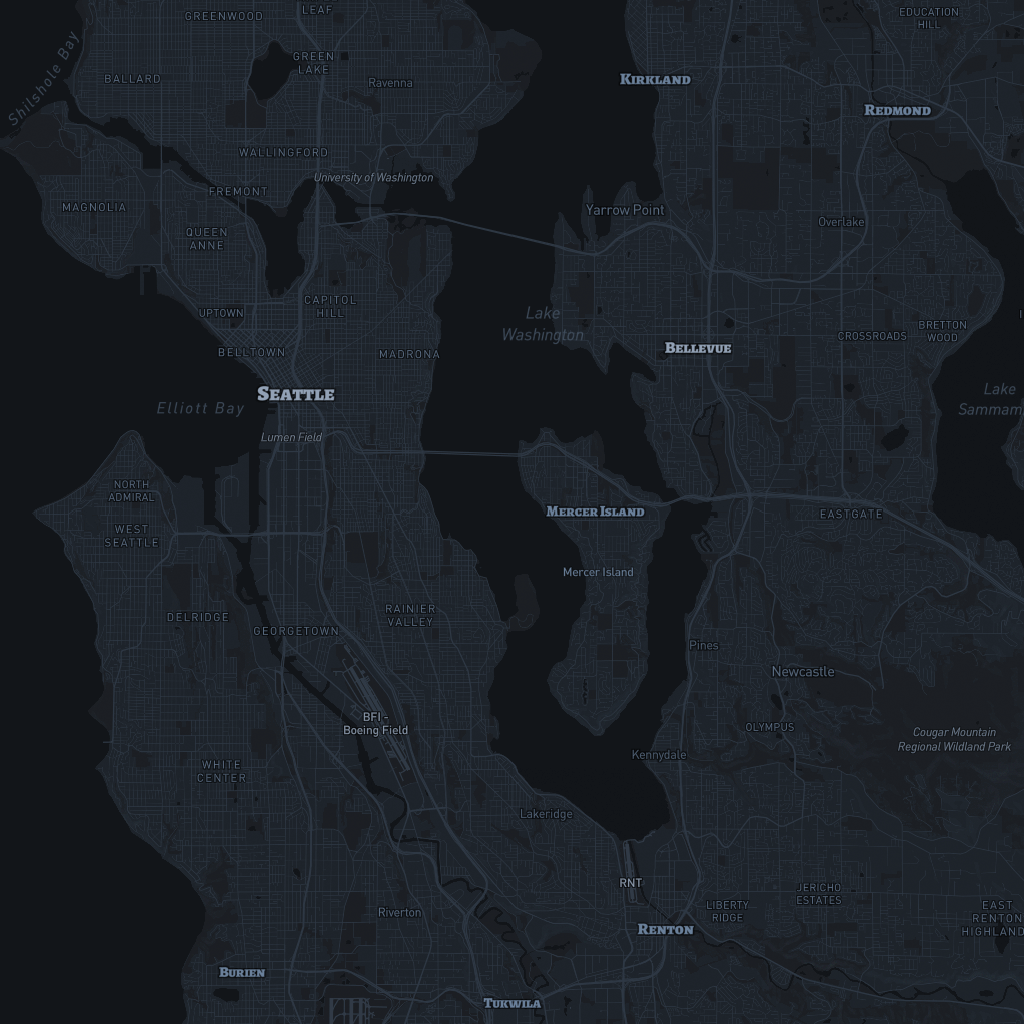 LEAF
GREENWOOD
EDUCATION
HILL
Shilshole Bay
GREEN
LAKE
BALLARD
Ravenna
KIRKLAND
REDMOND
WALLINGFORD
University of Washington
FREMONT
MAGNOLIA
Yarrow Point
Overlake
QUEEN
ANNE
CAPITOL
HILL
UPTOWN
Lake
Washington
BRETTON
WOOD
CROSSROADS
BELLTOWN
MADRONA
BELLEVUE
SEATTLE
Lake
Elliott Bay
Lumen Field
NORTH
ADMIRAL
MERCER ISLAND
EASTGATE
WEST
SEATTLE
Mercer Island
DELRIDGE
RAINIER
VALLEY
GEORGETOWN
Pines
Newcastle
BFI -
Boeing Field
OLYMPUS
Cougar Mountain
Regional Wildland Park
Kennydale
WHITE
CENTER
Lakeridge
RNT
JERICHO
ESTATES
LIBERTY
RIDGE
Riverton
EAST
RENTON
HIGHLAND
RENTON
BURIEN
TUKWILA